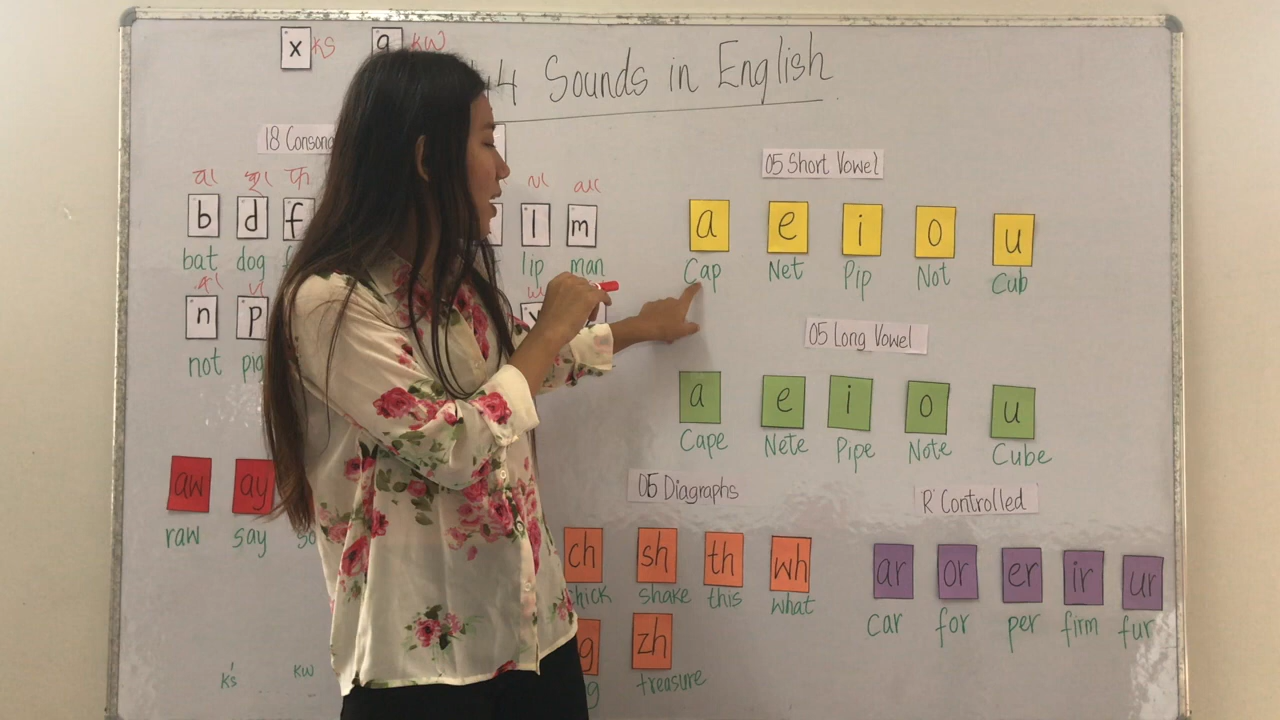 x ks q kw
44 Sounds in English
05 Short Vowel
b d f l m
bat dog lip man
a e i o u
Cap Net Pip Not Cub
n p
not
05 Long Vowel
a e i o u
Cape Nete Pipe Note Cube
05 Diagraphs
R' Controlled
aw ay
raw say
ch sh th wh
shake this what
ar or er ir ur
car for per firm fur
zh
treasure
ks kw